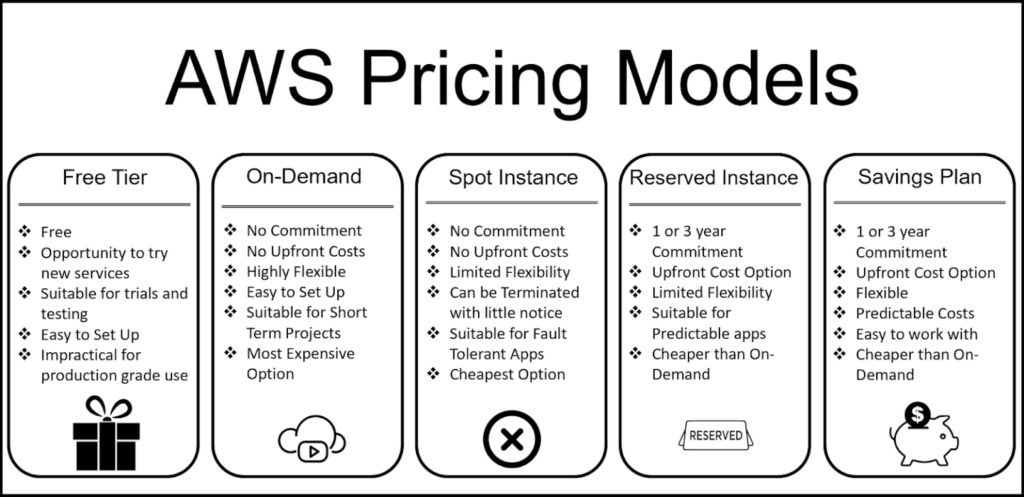 AWS Pricing Models
Free Tier
❖ Free
❖ Opportunity to try
new services
❖ Suitable for trials and
testing
❖ Easy to Set Up
❖ Impractical for
production grade use
On-Demand
❖ No Commitment
❖ No Upfront Costs
❖ Highly Flexible
❖ Easy to Set Up
❖ Suitable for Short
Term Projects
❖ Most Expensive
Option
Spot Instance
❖ No Commitment
❖ No Upfront Costs
❖ Limited Flexibility
❖ Can be Terminated
with little notice
❖ Suitable for Fault
Tolerant Apps
❖ Cheapest Option
Reserved Instance
❖ 1 or 3 year
Commitment
❖ Upfront Cost Option
❖ Limited Flexibility
❖ Suitable for
Predictable apps
❖ Cheaper than On-
Demand
RESERVED
Savings Plan
❖ 1 or 3 year
Commitment
❖ Upfront Cost Option
❖ Flexible
❖ Predictable Costs
❖ Easy to work with
❖ Cheaper than On-
Demand
$